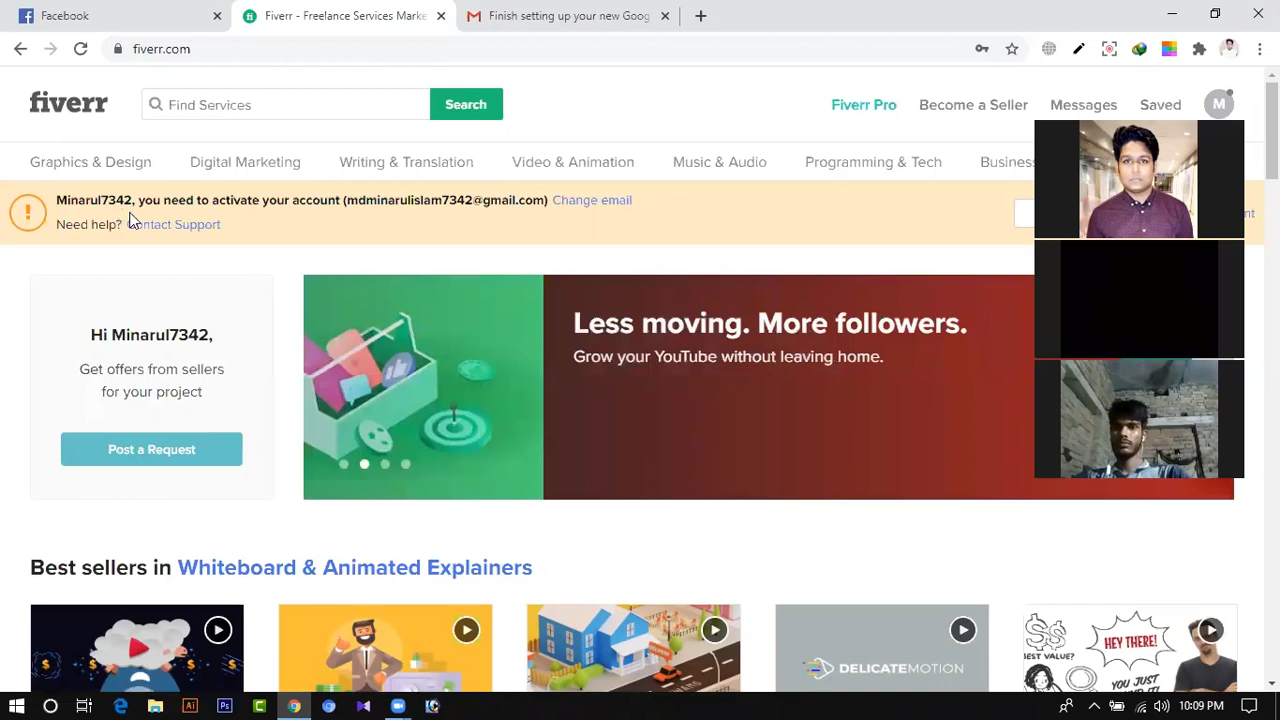 Facebook
Fiverr - Freelance Services Marke
Finish setting up your new Goog
fiverr.com
fiverr
Find Services
Search
Fiverr Pro
Become a Seller
Messages
Saved
M
Graphics & Design
Digital Marketing
Writing & Translation
Video & Animation
Music & Audio
Programming & Tech
Business
Minarul7342, you need to activate your account (mdminarulislam7342@gmail.com) Change email
Need help? Contact Support
nt
Hi Minarul7342,
Get offers from sellers
for your project
Post a Request
Less moving. More followers.
Grow your YouTube without leaving home.
Best sellers in Whiteboard & Animated Explainers
DELICATEMOTION
BEST VALUE?
HEY THERE!
YOU JUST
10:09 PM